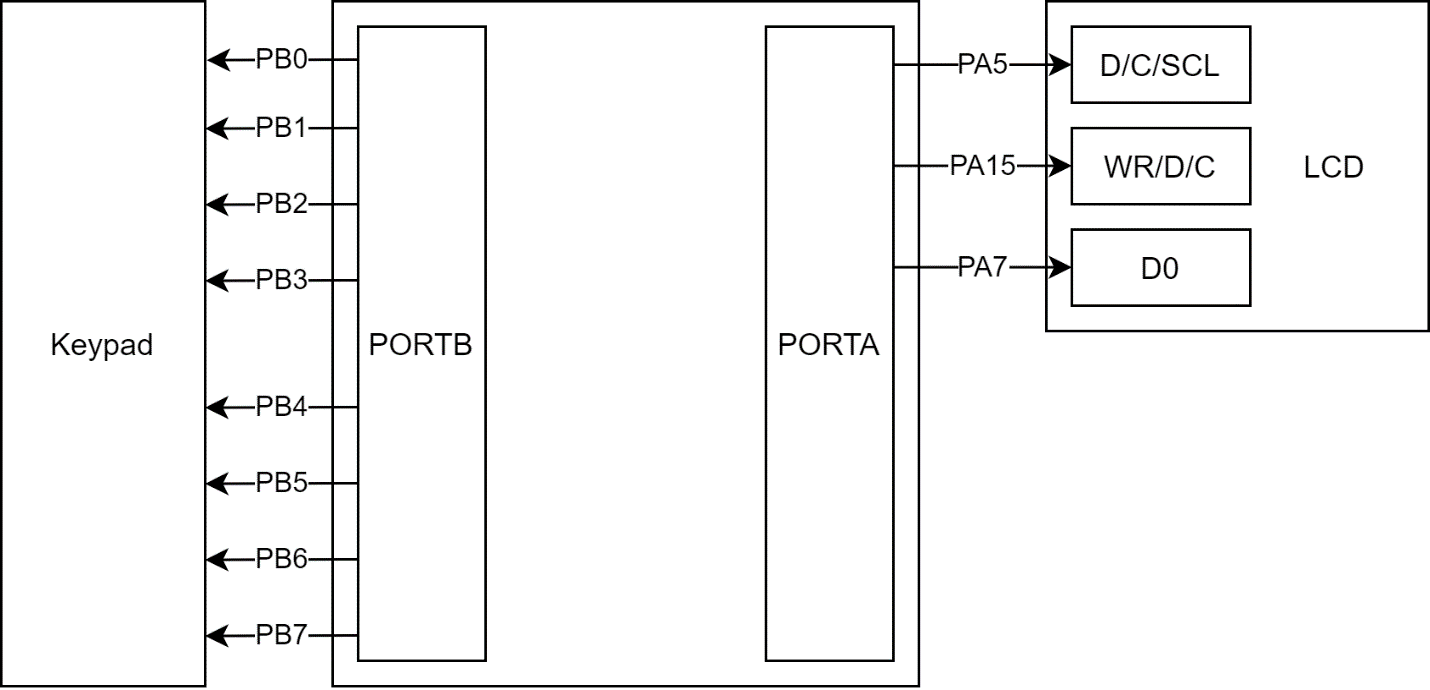 PB0
PB1
PB2
PB3
Keypad
PB4
PB5
PB6
PB7
PORTB
PORTA
PA5
PA15
PA7
D/C/SCL
WR/D/C
D0
LCD